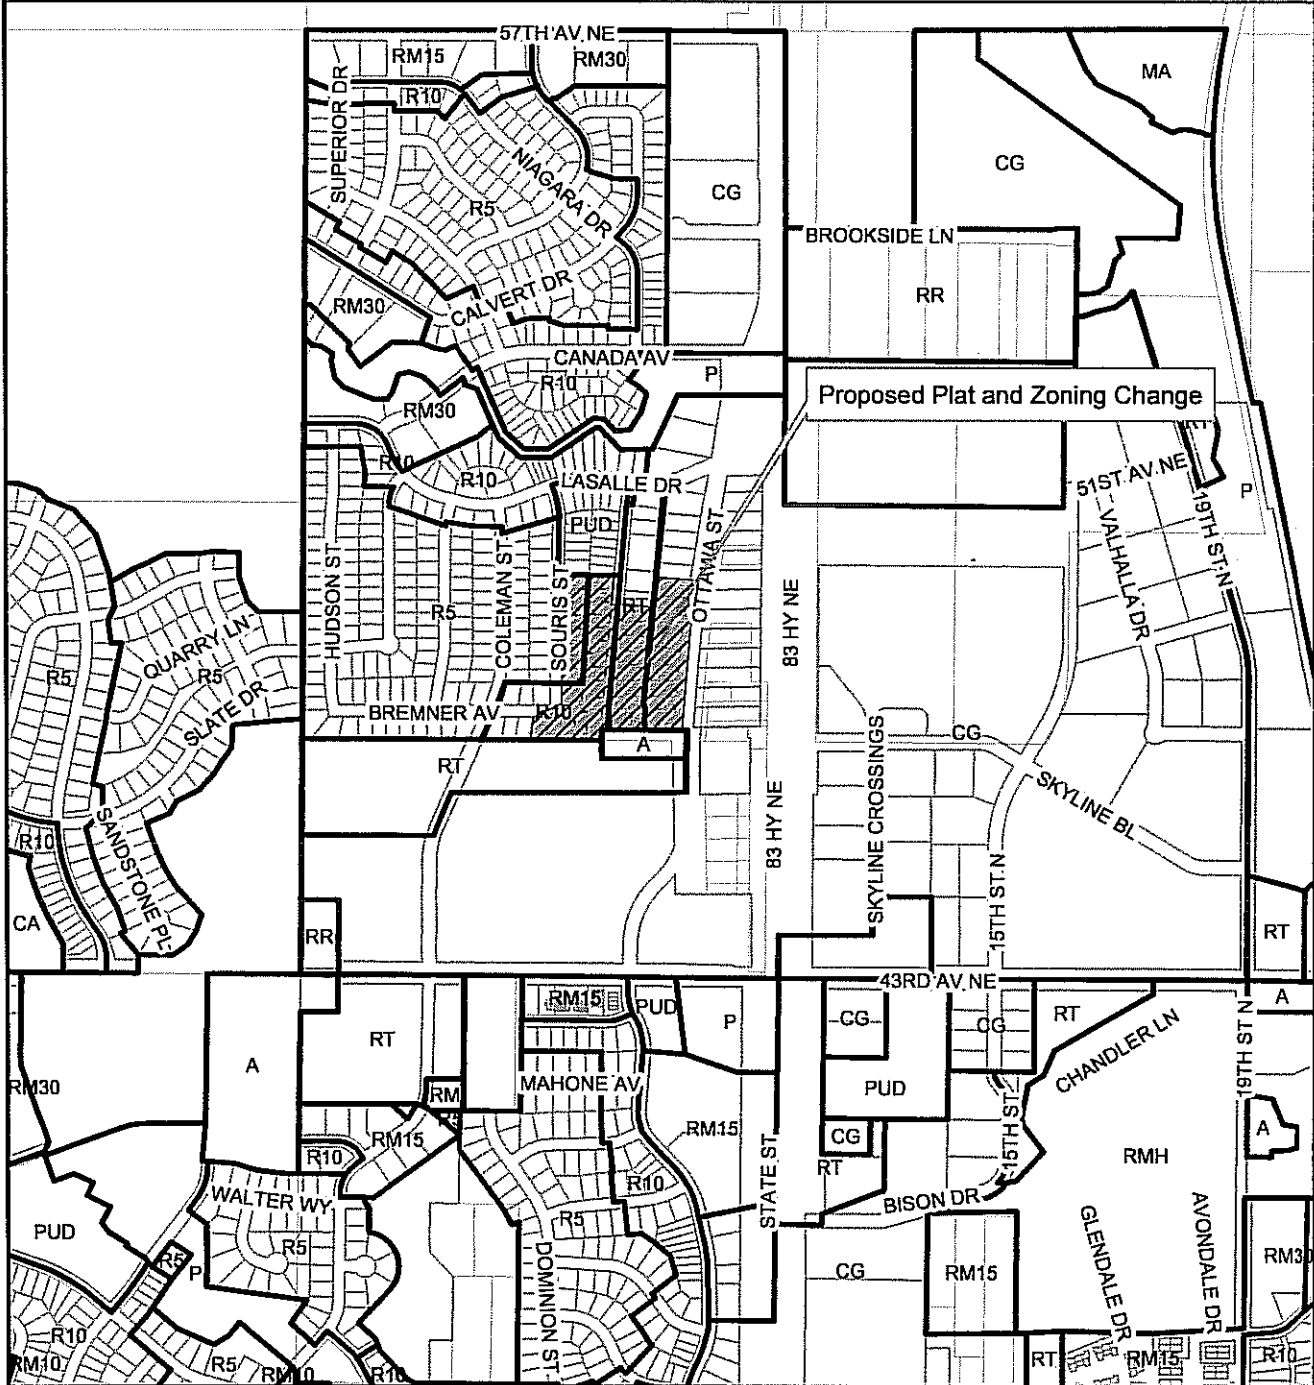 57TH AV NE
RM15
RM30
MA
SUPERIOR DR
R10
NIAGARA DR
CG
CG
R5
BROOKSIDE LN
RR
CALVERT DR
RM30
CANADA AV
P
R10
Proposed Plat and Zoning Change
RM30
R10
R10
LASALLE DR
51ST AV NE
P
PUD
19TH ST N
OTTAWA ST
VALHALLA DR
HUDSON ST
COLEMAN ST
SOURIS ST
RT
83 HY NE
R5
QUARRY LN
R5
R5
SLATE DR
BREMNER AV
R10
A
CG
RT
SKYLINE BL
83 HY NE
SKYLINE CROSSINGS
SANDSTONE PL
R10
15TH ST N
CA
RR
RT
43RD AV NE
RM15
PUD
P
CG
CG
RT
A
RT
A
CHANDLER LN
19TH ST N
RM30
MAHONE AV
PUD
RM
RM15
RM15
CG
15TH ST
A
R10
RT
RMH
R10
STATE ST
WALTER WY
BISON DR
PUD
R5
R5
GLENDALE DR
AVONDALE DR
R5
P
DOMINION ST
CG
RM15
RM30
R10
RM10
R5
RM10
R10
RT
RM15
R10